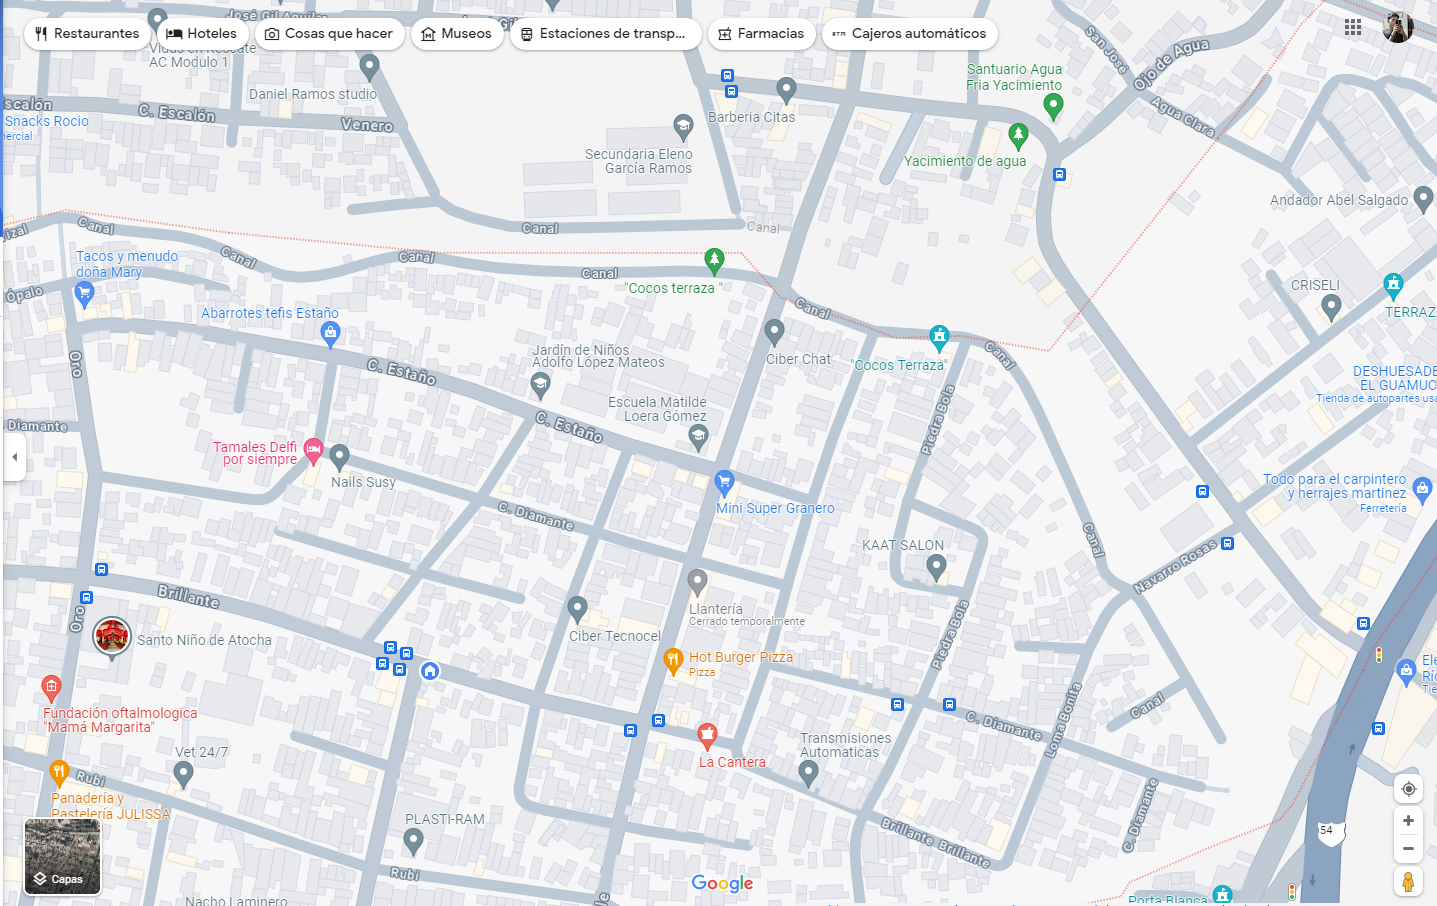 José Gil Aguilar
Gil
Restaurantes
Hoteles
Cosas que hacer
Museos
Estaciones de transp...
Farmacias
Cajeros automáticos
Vidas en Rescate
AC Modulo 1
San José
Ojo de Agua
Santuario Agua
Fria Yacimiento
Daniel Ramos studio
Escalón
C. Escalón
Venero
Agua Clara
Snacks Rocio
Barberia Citas
Secundaria Eleno
García Ramos
Yacimiento de agua
Andador Abel Salgado
Canal
Canal
Canal
Canal
Canal
Canal
Tacos y menudo
doña Mary
Ópalo
"Cocos terraza "
CRISELI
TERRAZ
Abarrotes tefis Estaño
Canal
Oro
Jardín de Niños
Adolfo López Mateos
Ciber Chat
"Cocos Terraza"
Canal
C. Estaño
DESHUESADE
EL GUAMUC
Tienda de autopartes usa
Escuela Matilde
Loera Gómez
Piedra Bola
Diamante
C. Estaño
Tamales Delfi
por siempre
Nails Susy
Todo para el carpintero
y herrajes martinez
Ferretería
Mini Super Granero
C. Diamante
Canal
KAAT SALON
Navarro Rosas
Brillante
Oro
Llantería
Cerrado temporalmente
Santo Niño de Atocha
Ciber Tecnocel
Piedra Bola
Hot Burger Pizza
Pizza
Ele
Río
Tie
Fundación oftalmologica
"Mamá Margarita"
Canal
C. Diamante
Loma Bonita
Vet 24/7
Transmisiones
Automaticas
La Cantera
Rubi
Panadería y
Pastelería JULISSA
PLASTI-RAM
Brillante
Brillante
C. Diamante
54
Rubi
Capas
Google
Nacho Laminero
Porta Blanca